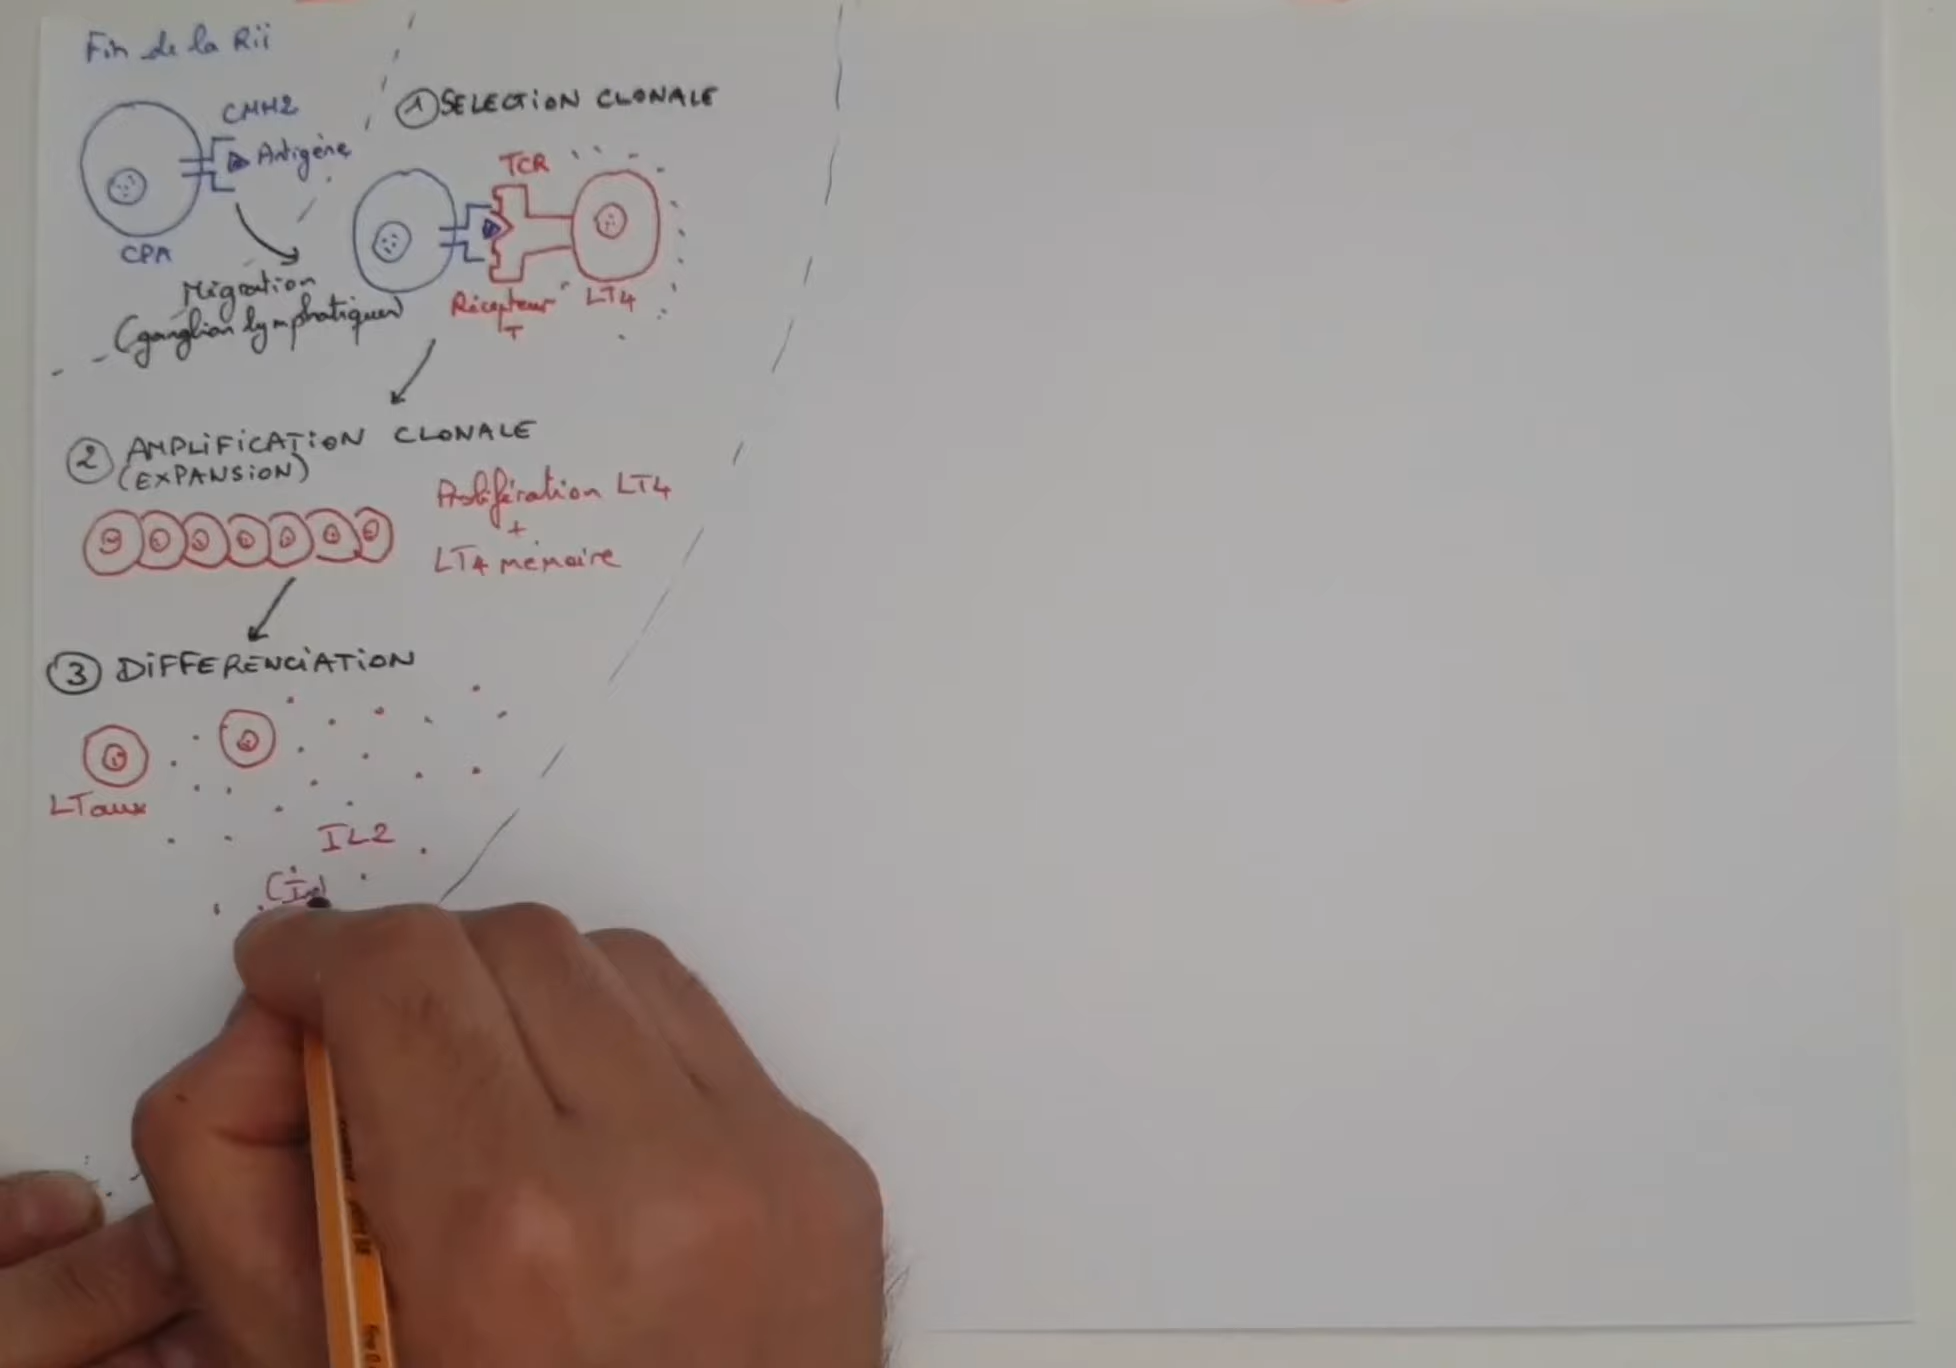 Fin de la Rii
CMH2
Antigène
CPA
Migration
(ganglion lymphatique)
① SELECTION CLONALE
TCR
Récepteur
T
LT4
② AMPLIFICATION CLONALE
(EXPANSION)
Prolifération LT4
+
LT4 mémoire
③ DIFFERENCIATION
LTaux
IL2